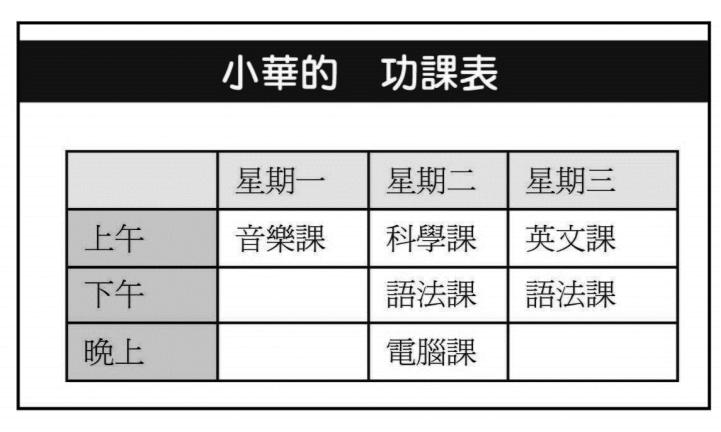 小華的 功課表
星期一 星期二 星期三
上午 音樂課 科學課 英文課
下午 語法課 語法課
晚上 電腦課